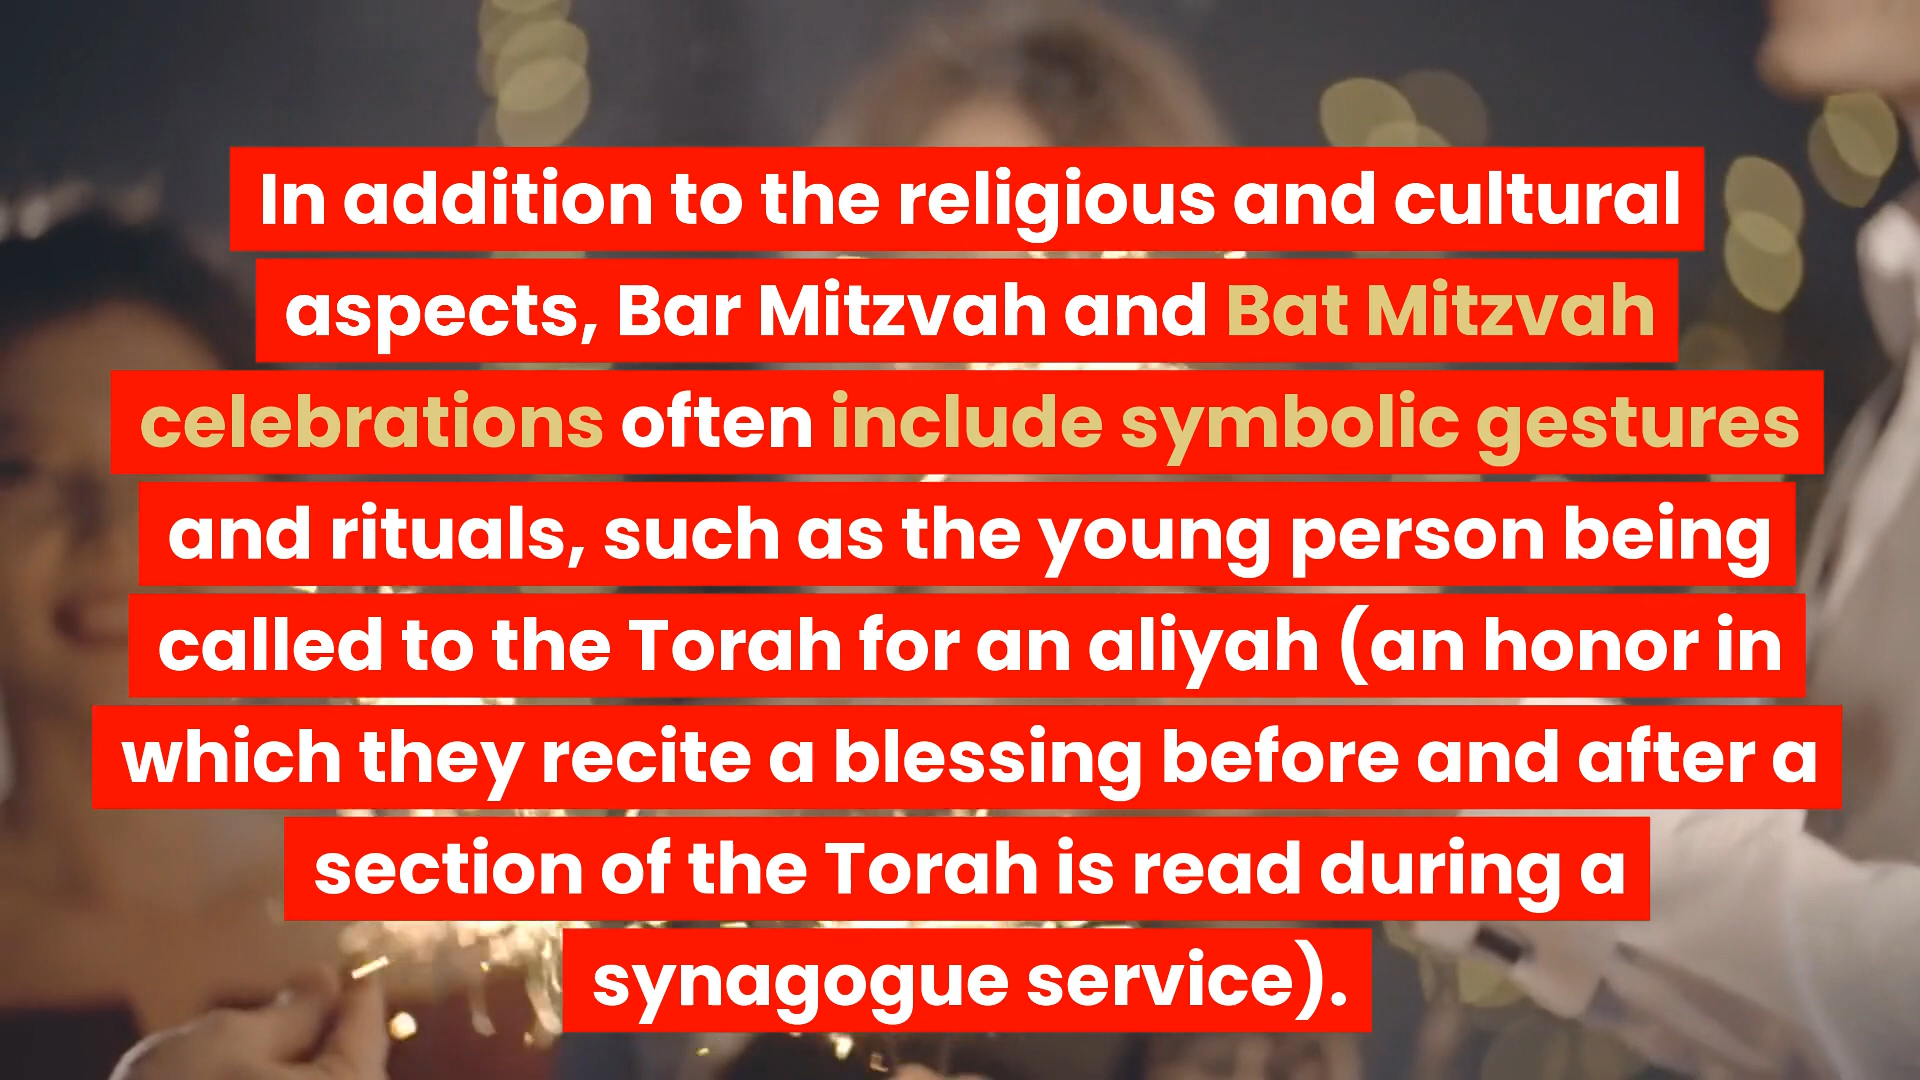 In addition to the religious and cultural
aspects, Bar Mitzvah and Bat Mitzvah
celebrations often include symbolic gestures
and rituals, such as the young person being
called to the Torah for an aliyah (an honor in
which they recite a blessing before and after a
section of the Torah is read during a
synagogue service).